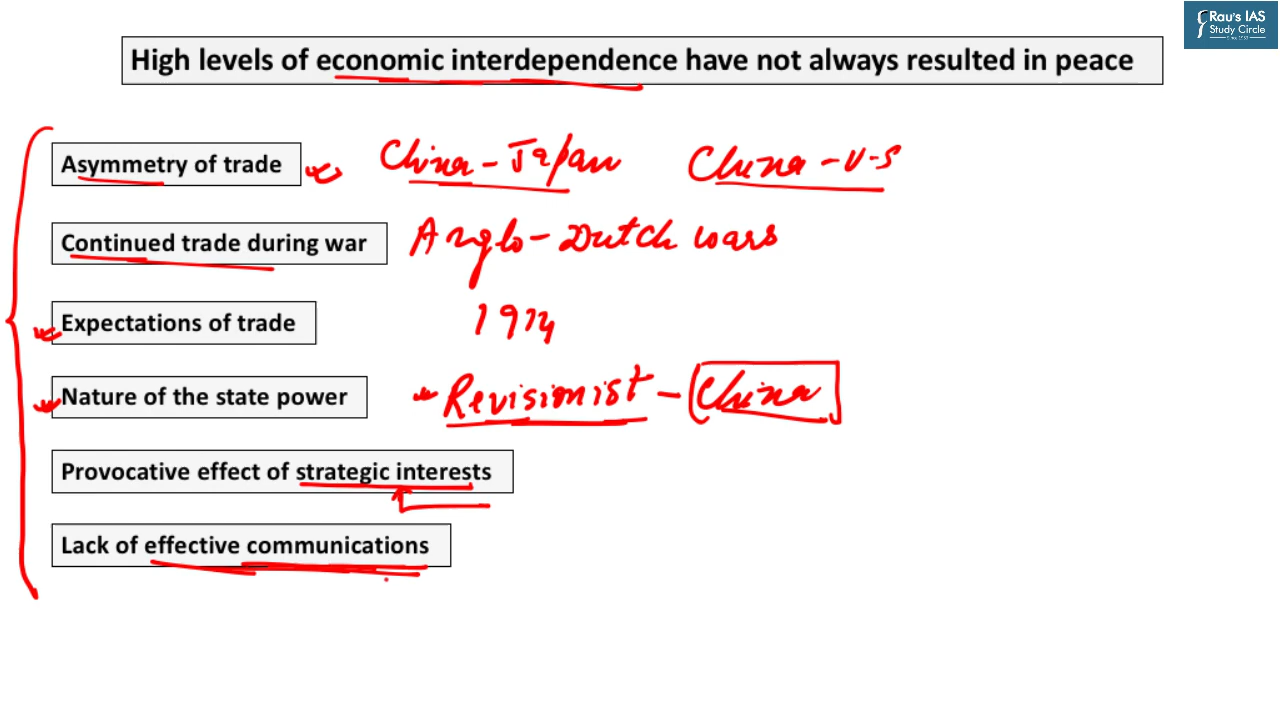 Rau's IAS
Study Circle
High levels of economic interdependence have not always resulted in peace
Asymmetry of trade China - Japan China - U-S
Continued trade during war Anglo - Dutch wars
Expectations of trade 1914
Nature of the state power Revisionist - China
Provocative effect of strategic interests
Lack of effective communications